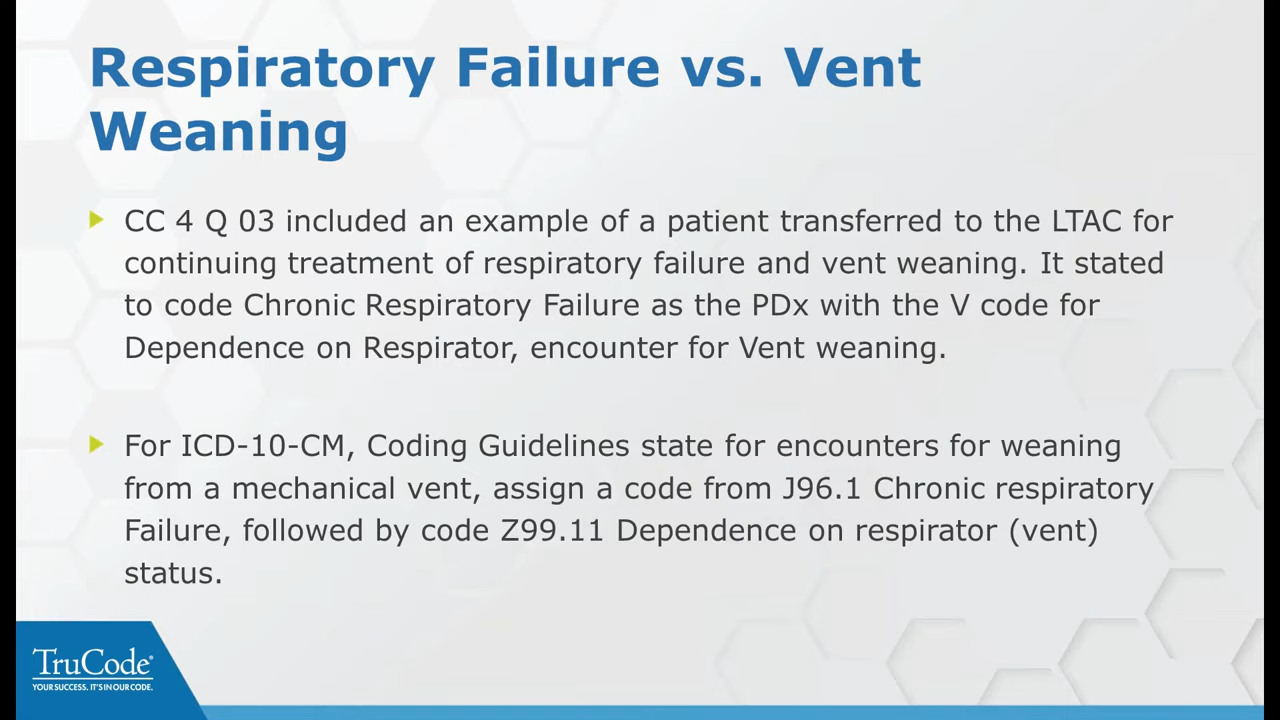 Respiratory Failure vs. Vent
Weaning
CC 4 Q 03 included an example of a patient transferred to the LTAC for
continuing treatment of respiratory failure and vent weaning. It stated
to code Chronic Respiratory Failure as the PDx with the V code for
Dependence on Respirator, encounter for Vent weaning.
For ICD-10-CM, Coding Guidelines state for encounters for weaning
from a mechanical vent, assign a code from J96.1 Chronic respiratory
Failure, followed by code Z99.11 Dependence on respirator (vent)
status.
TruCode®
YOUR SUCCESS. IT'S IN OUR CODE.